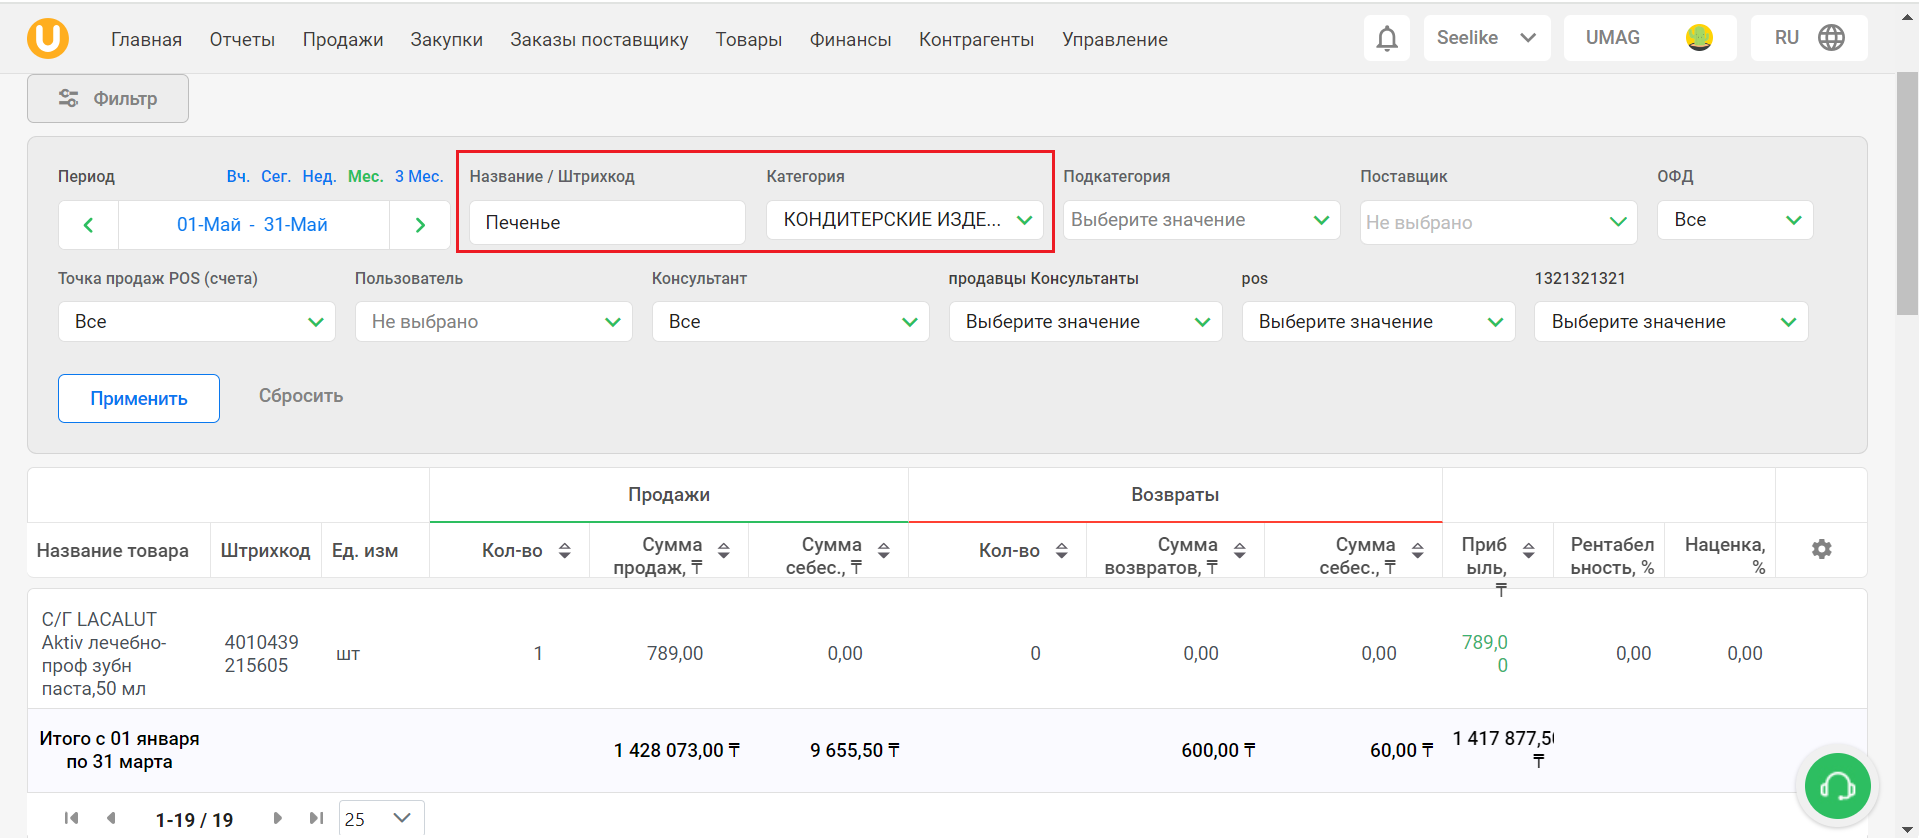 U
Главная Отчеты Продажи Закупки Заказы поставщику Товары Финансы Контрагенты Управление Seelike UMAG RU
Фильтр
Период Вч. Сег. Нед. Мес. 3 Мес. Название / Штрихкод Категория Подкатегория Поставщик ОФД
01-Май - 31-Май Печенье КОНДИТЕРСКИЕ ИЗДЕ... Выберите значение Не выбрано Все
Точка продаж POS (счета) Пользователь Консультант продавцы Консультанты pos 1321321321
Все Не выбрано Все Выберите значение Выберите значение Выберите значение
Применить Сбросить
Продажи Возвраты
Название товара Штрихкод Ед. изм Кол-во Сумма продаж, ₸ Сумма себес., ₸ Кол-во Сумма возвратов, ₸ Сумма себес., ₸ Прибыль, ₸ Рентабельность, % Наценка, %
С/Г LACALUT
Aktiv лечебно-
проф зубн
паста,50 мл
4010439
215605
шт 1 789,00 0,00 0 0,00 0,00 789,00 0,00 0,00
Итого с 01 января
по 31 марта
1 428 073,00 ₸ 9 655,50 ₸ 600,00 ₸ 60,00 ₸ 1 417 877,50 ₸
1-19 / 19 25